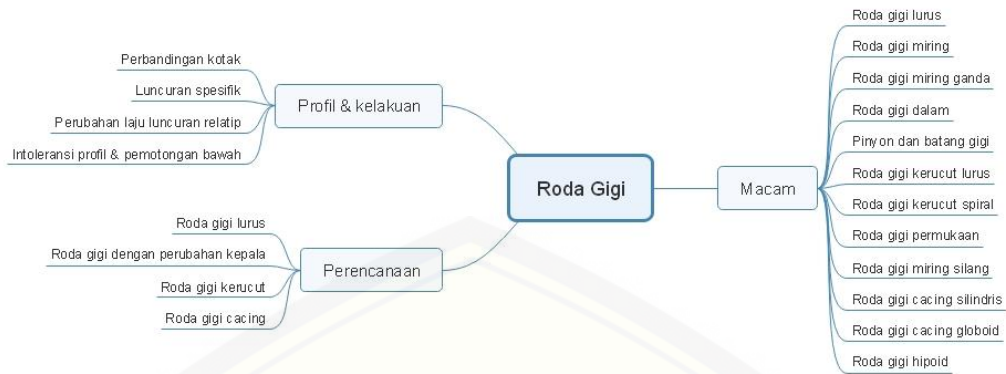 Roda Gigi
Profil & kelakuan
Perbandingan kotak
Luncuran spesifik
Perubahan laju luncuran relatip
Intoleransi profil & pemotongan bawah
Perencanaan
Roda gigi lurus
Roda gigi dengan perubahan kepala
Roda gigi kerucut
Roda gigi cacing
Macam
Roda gigi lurus
Roda gigi miring
Roda gigi miring ganda
Roda gigi dalam
Pinyon dan batang gigi
Roda gigi kerucut lurus
Roda gigi kerucut spiral
Roda gigi permukaan
Roda gigi miring silang
Roda gigi cacing silindris
Roda gigi cacing globoid
Roda gigi hipoid